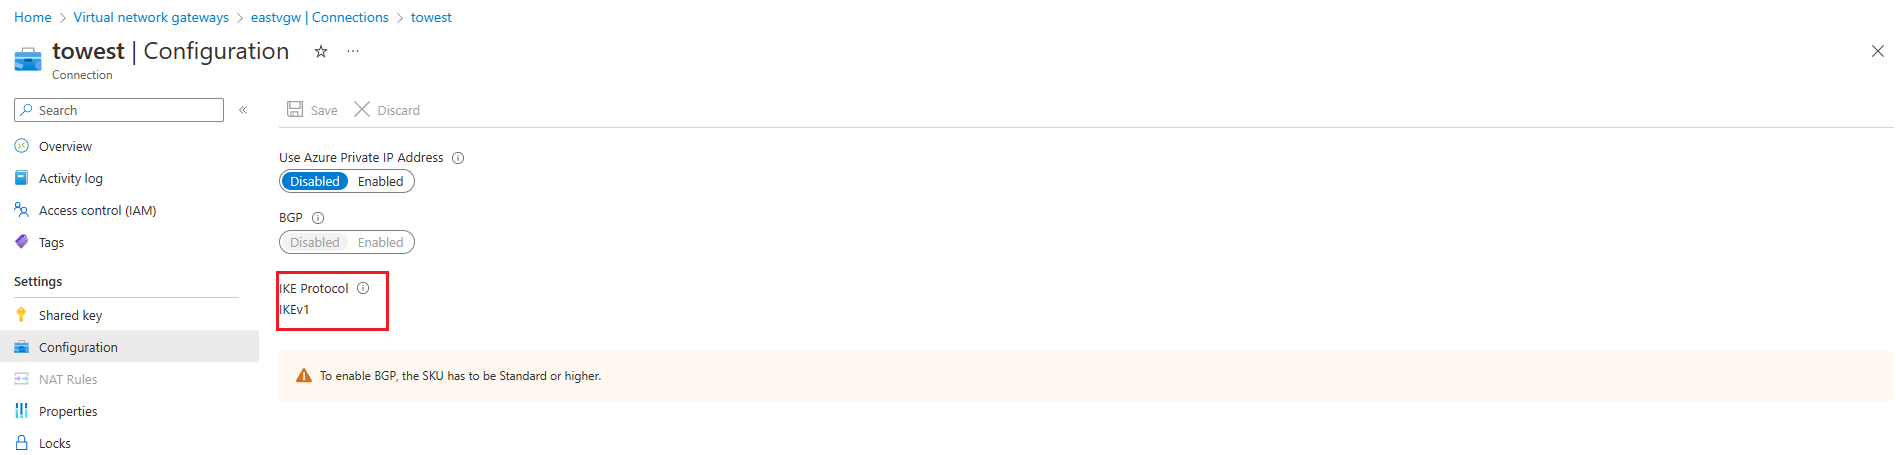 Home > Virtual network gateways > eastvgw | Connections > towest
towest | Configuration
Connection
Search
Overview
Activity log
Access control (IAM)
Tags
Settings
Shared key
Configuration
NAT Rules
Properties
Locks
Save Discard
Use Azure Private IP Address
Disabled Enabled
BGP
Disabled Enabled
IKE Protocol
IKEv1
To enable BGP, the SKU has to be Standard or higher.